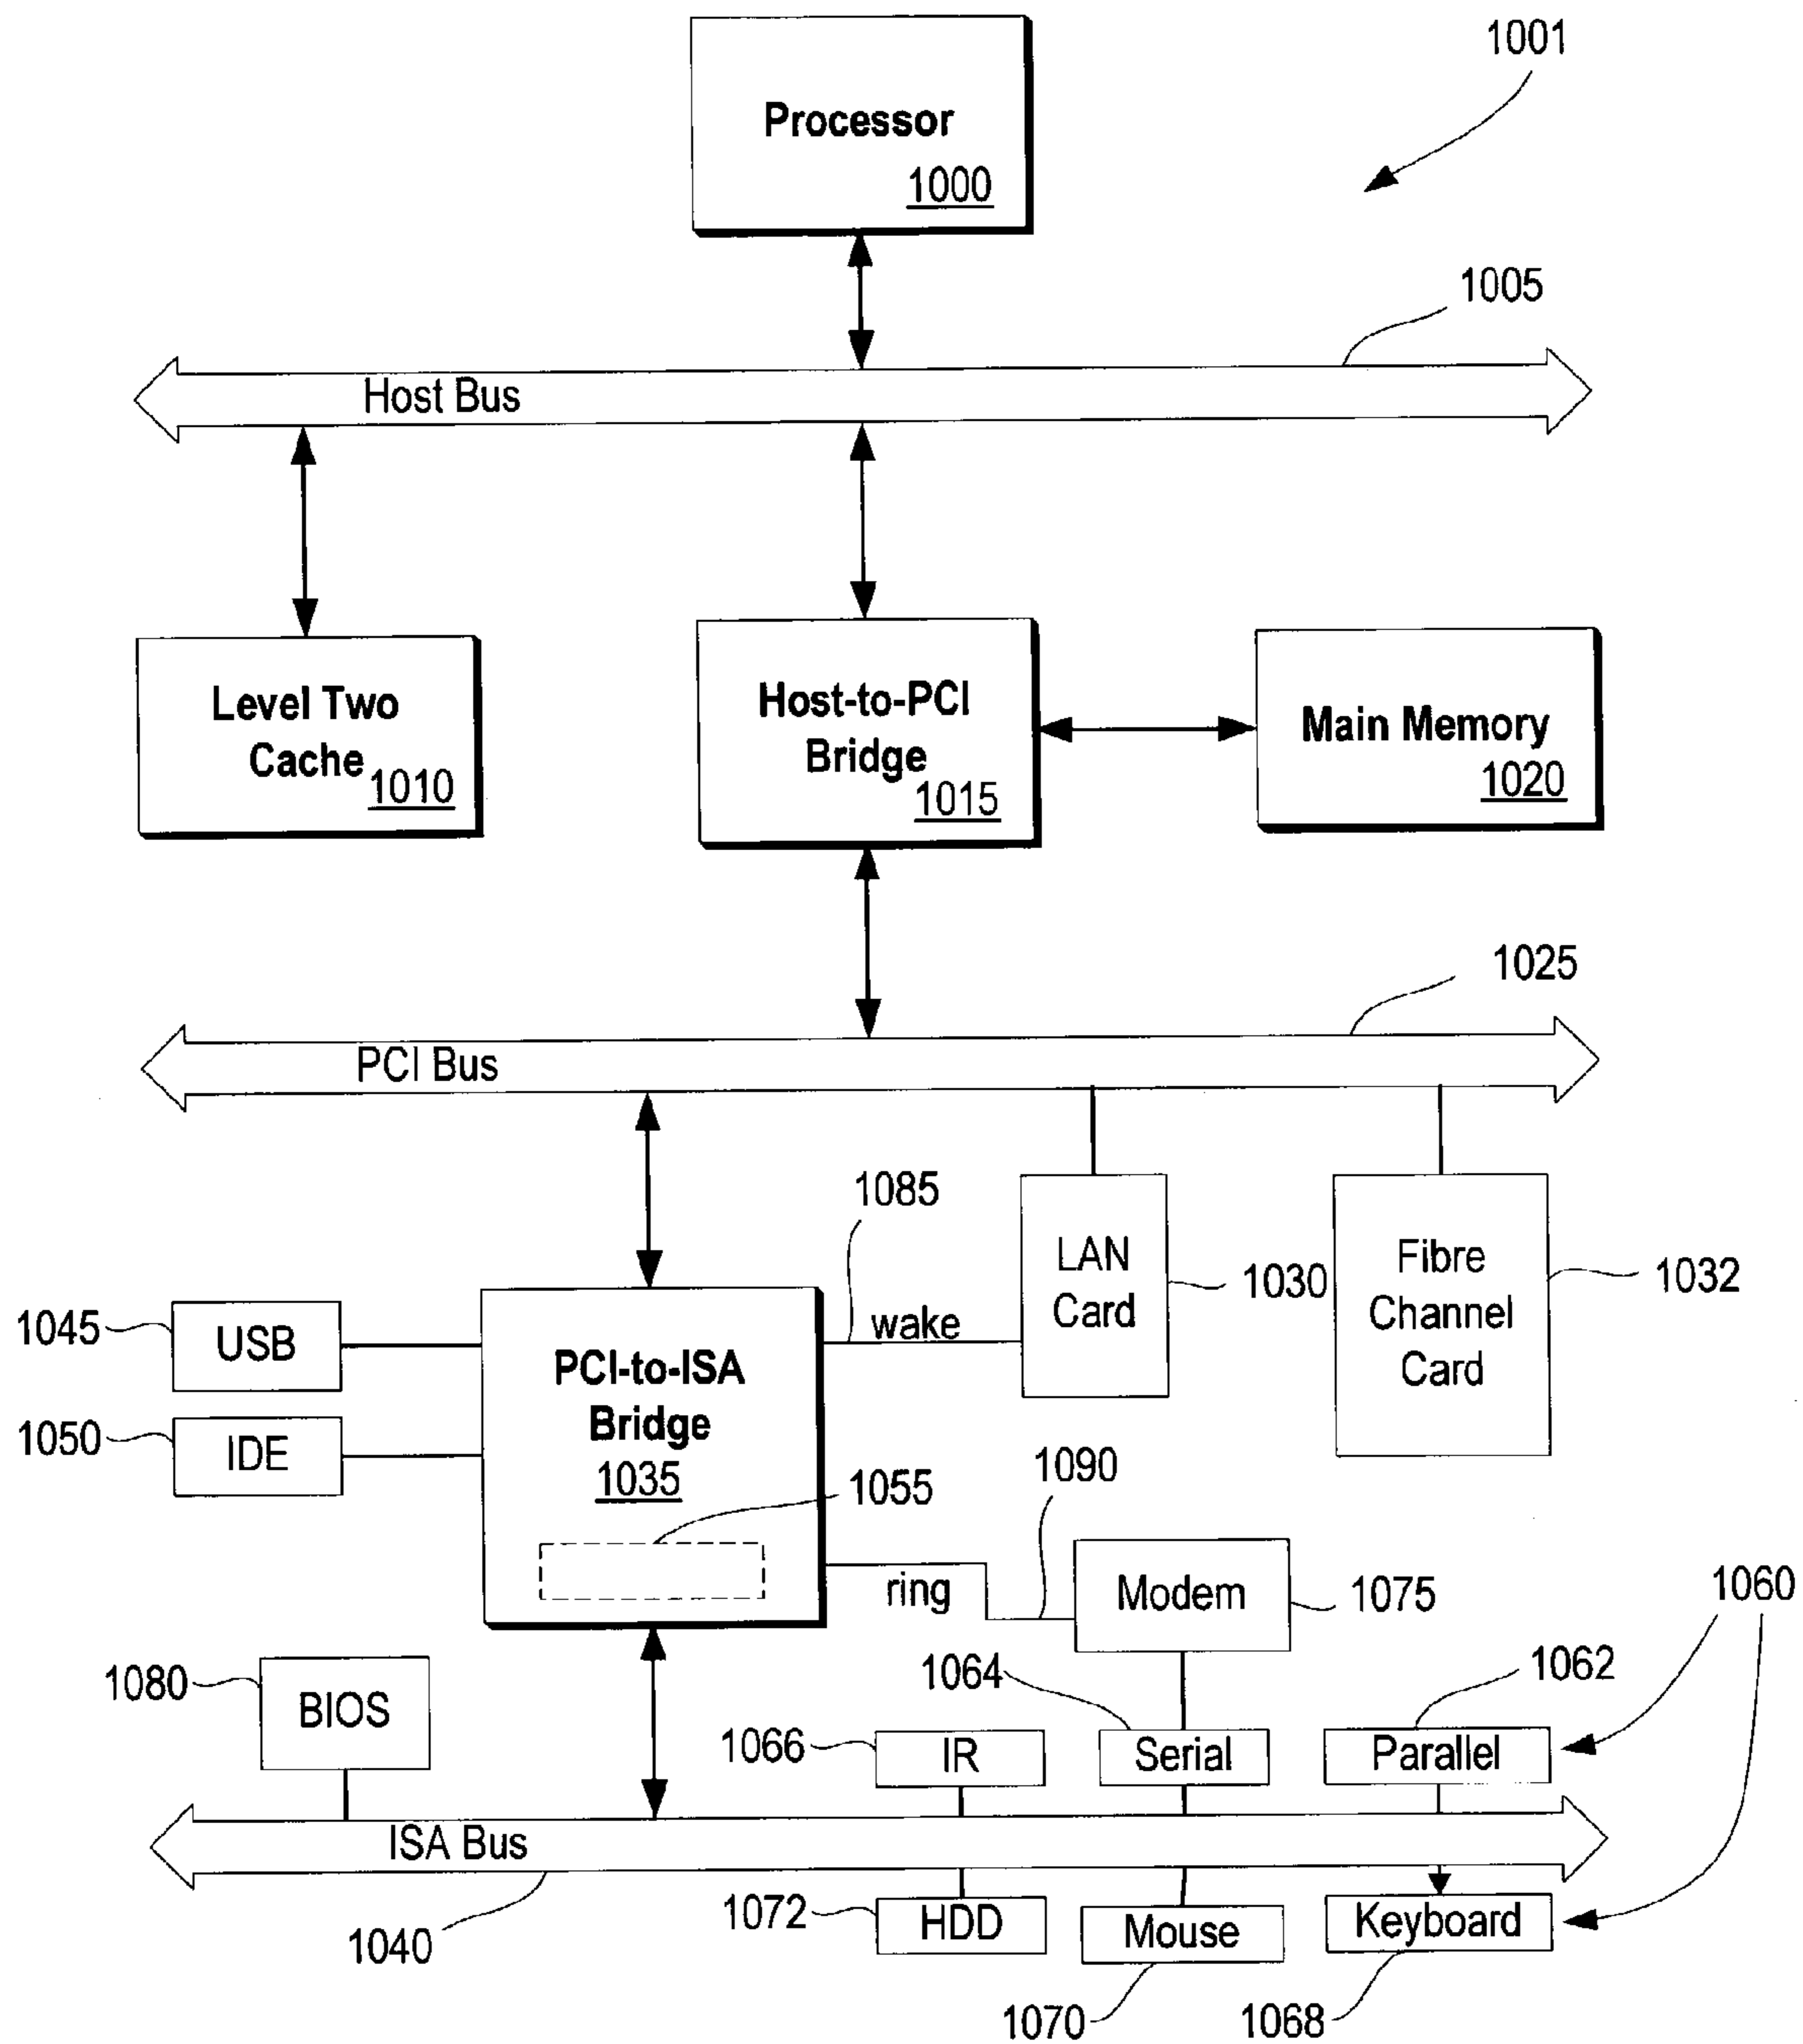 1001
Processor
1000
1005
Host Bus
Level Two
Cache
1010
Host-to-PCI
Bridge
1015
Main Memory
1020
1025
PCI Bus
1085
LAN
Card
1030
Fibre
Channel
Card
1032
wake
1045
USB
PCI-to-ISA
Bridge
1035
1050
IDE
1055
1090
ring
Modem
1075
1060
1080
BIOS
1064
1062
1066
IR
Serial
Parallel
ISA Bus
1040
1072
HDD
Mouse
Keyboard
1070
1068